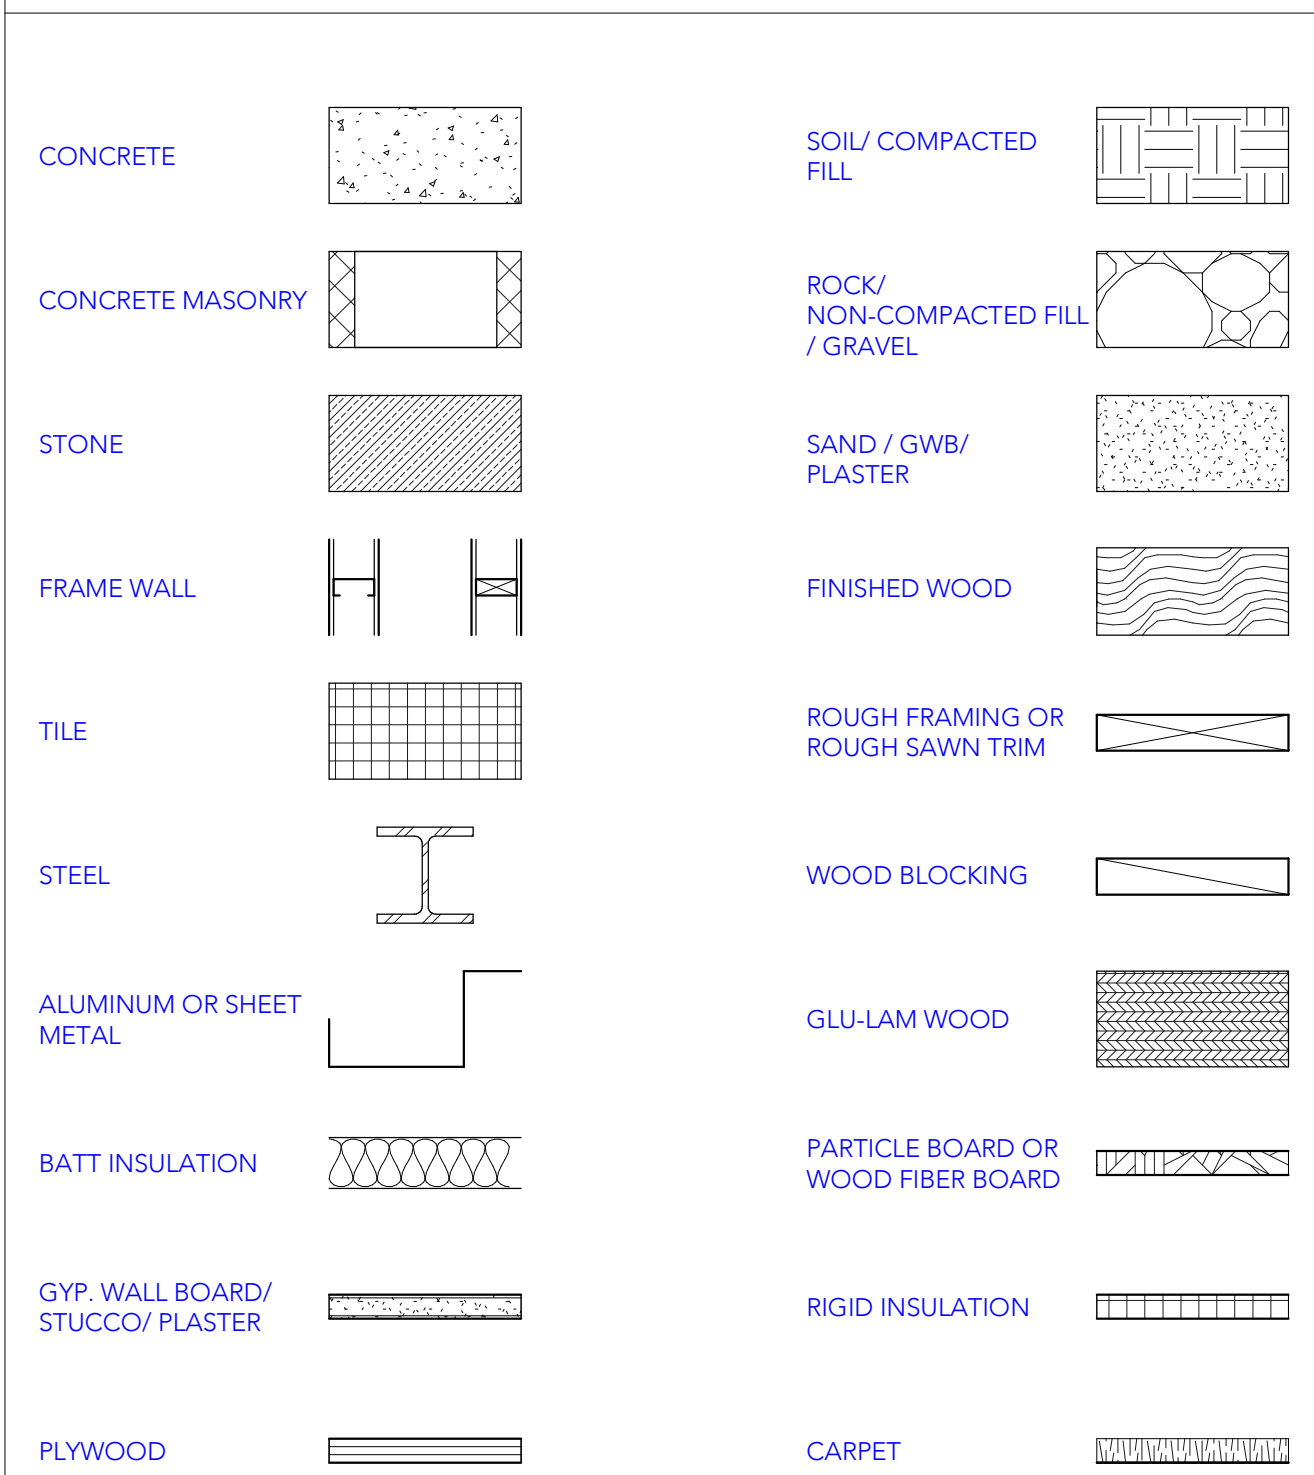 CONCRETE
CONCRETE MASONRY
STONE
FRAME WALL
TILE
STEEL
ALUMINUM OR SHEET
METAL
BATT INSULATION
GYP. WALL BOARD/
STUCCO/ PLASTER
PLYWOOD
SOIL/ COMPACTED
FILL
ROCK/
NON-COMPACTED FILL
/ GRAVEL
SAND / GWB/
PLASTER
FINISHED WOOD
ROUGH FRAMING OR
ROUGH SAWN TRIM
WOOD BLOCKING
GLU-LAM WOOD
PARTICLE BOARD OR
WOOD FIBER BOARD
RIGID INSULATION
CARPET